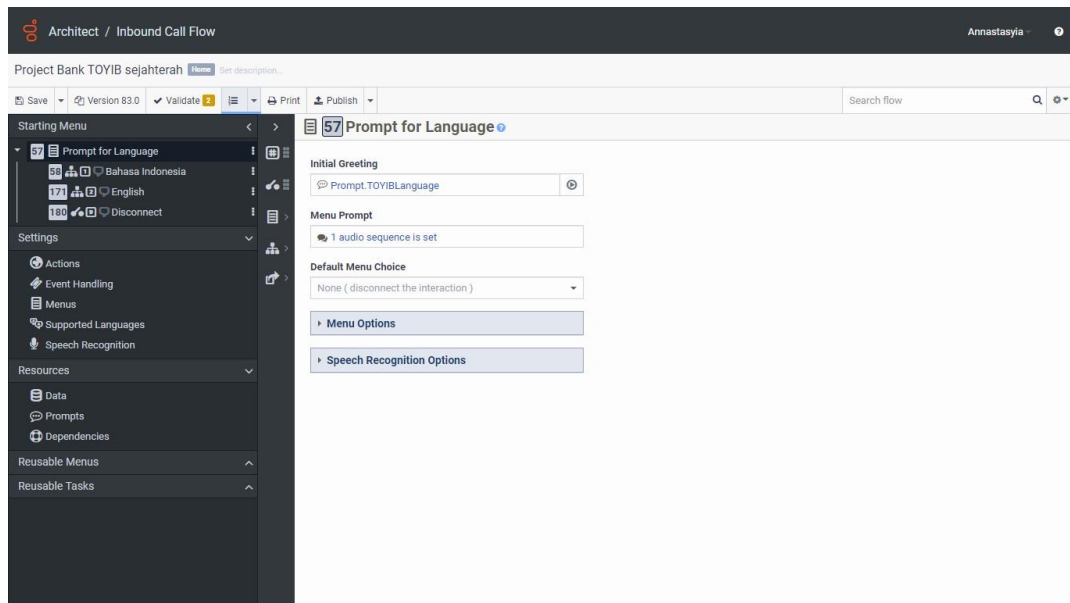 Architect / Inbound Call Flow
Annastasyia
Project Bank TOYIB sejahterah Home Set description...
Save Version 83.0 Validate 2 Print Publish Search flow
Starting Menu
57 Prompt for Language
58 1 Bahasa Indonesia
171 2 English
180 Disconnect
Settings
Actions
Event Handling
Menus
Supported Languages
Speech Recognition
Resources
Data
Prompts
Dependencies
Reusable Menus
Reusable Tasks
57 Prompt for Language
Initial Greeting
Prompt.TOYIBLanguage
Menu Prompt
1 audio sequence is set
Default Menu Choice
None ( disconnect the interaction )
Menu Options
Speech Recognition Options